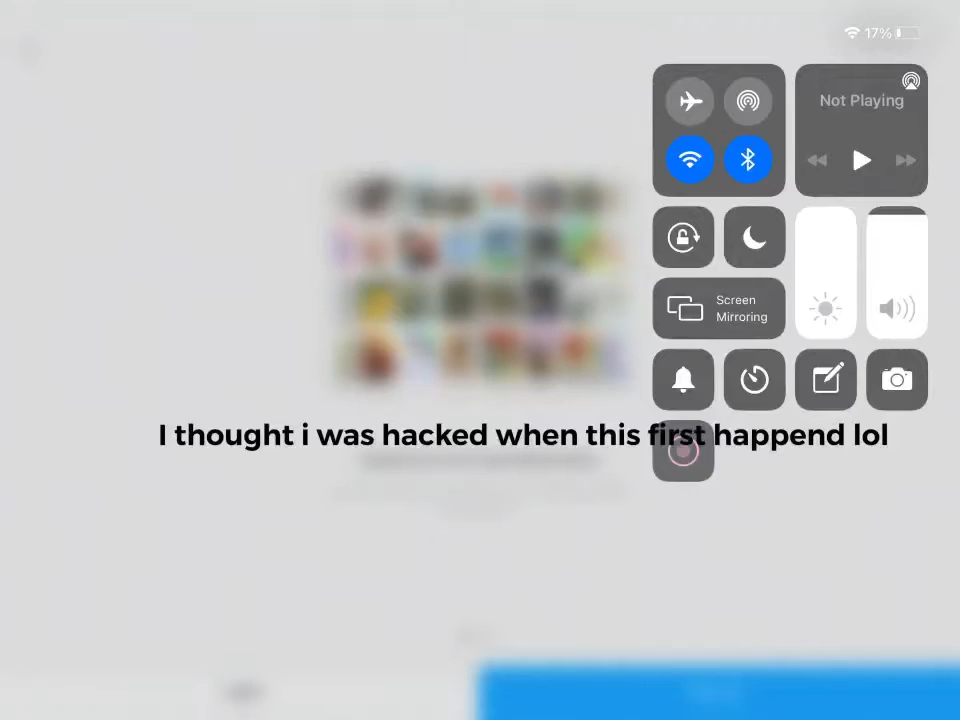 17%
Not Playing
Screen
Mirroring
I thought i was hacked when this first happend lol